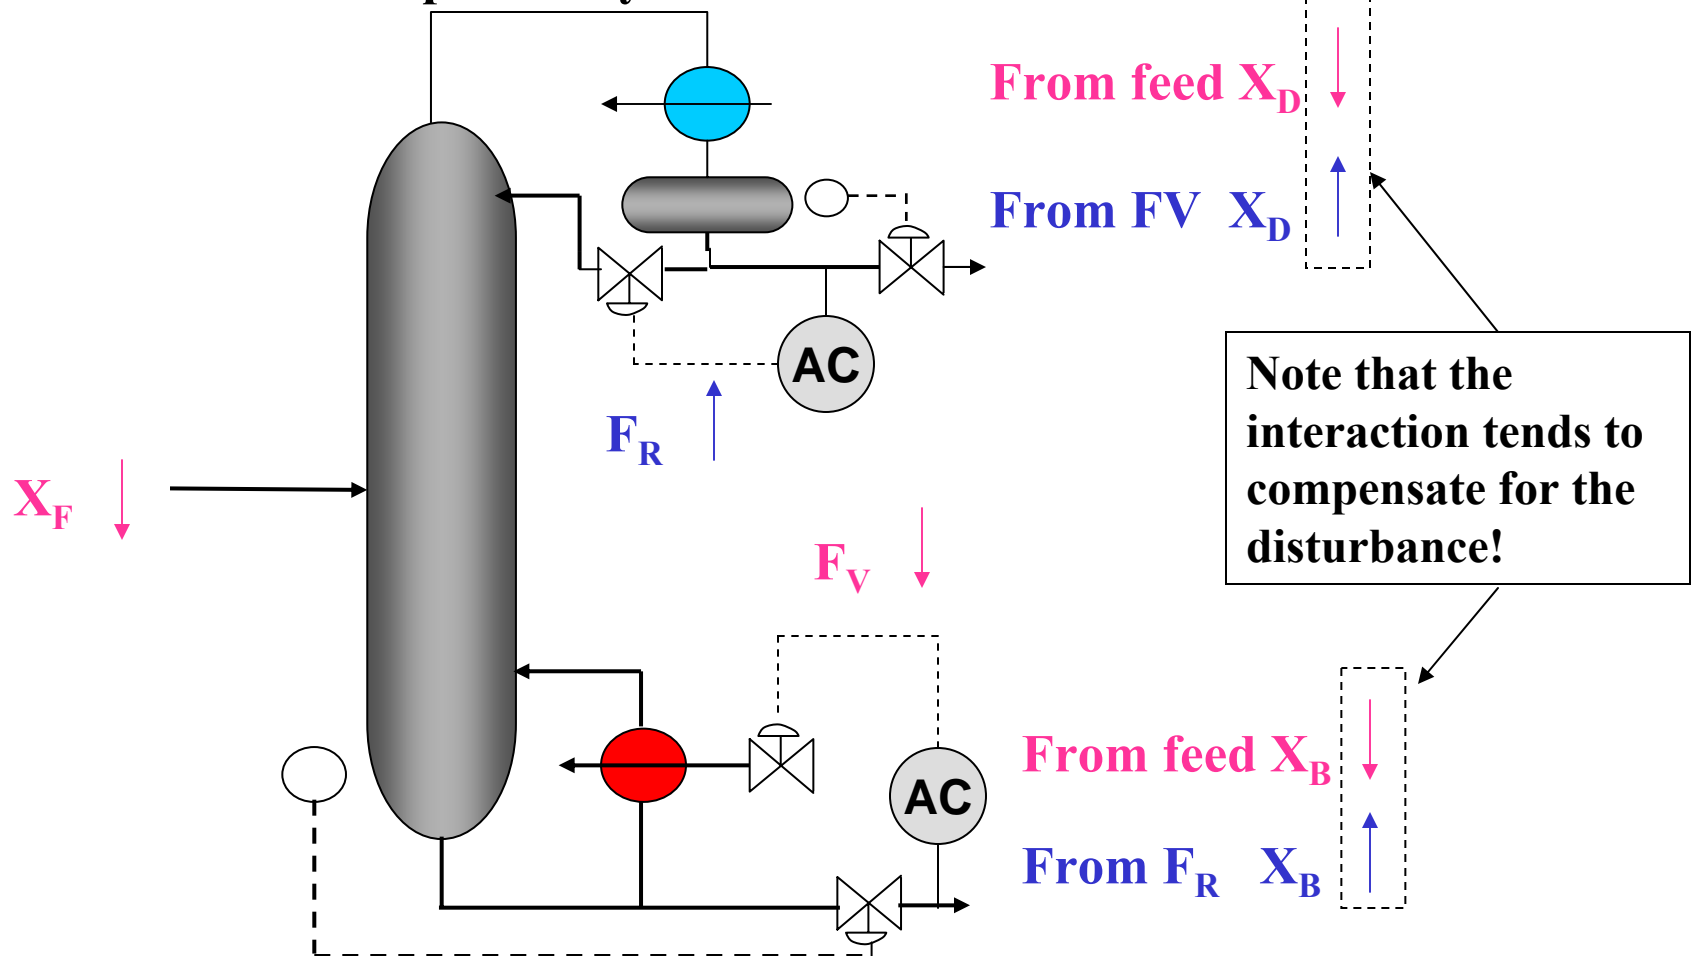 From feed X_D
From FV X_D
AC
Note that the
interaction tends to
compensate for the
disturbance!
F_R
X_F
F_V
From feed X_B
AC
From F_R X_B